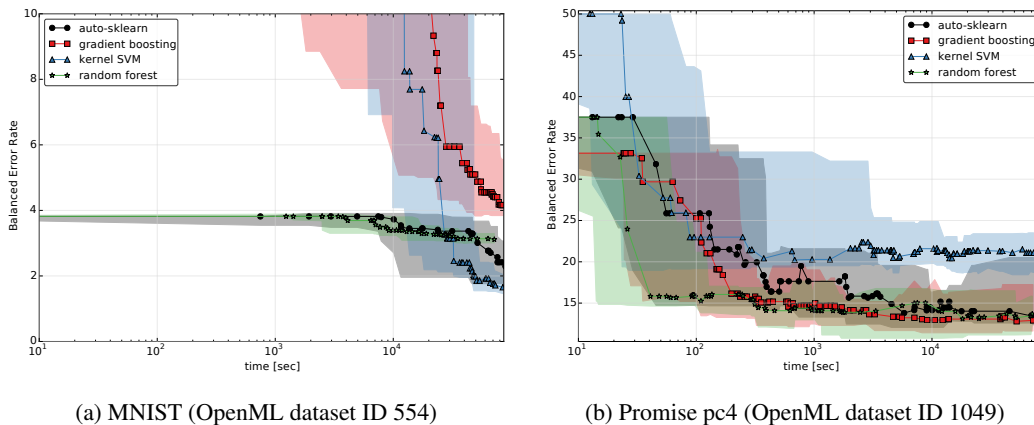 10
8
6
4
2
0
Balanced Error Rate
auto-sklearn
gradient boosting
kernel SVM
random forest
10^1
10^2
10^3
10^4
time [sec]
(a) MNIST (OpenML dataset ID 554)
50
45
40
35
30
25
20
15
Balanced Error Rate
auto-sklearn
gradient boosting
kernel SVM
random forest
10^1
10^2
10^3
10^4
time [sec]
(b) Promise pc4 (OpenML dataset ID 1049)